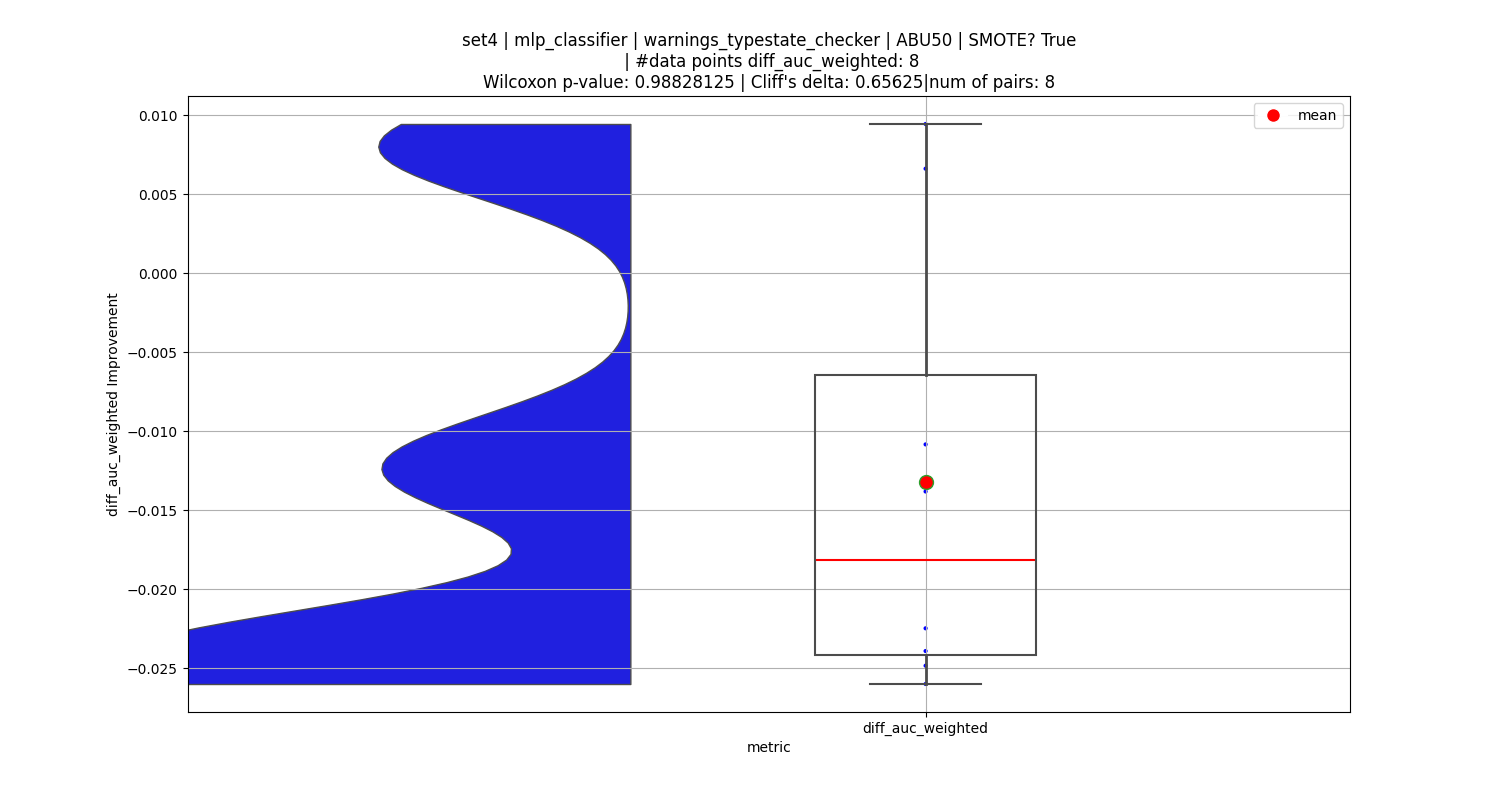 set4 | mlp_classifier | warnings_typestate_checker | ABU50 | SMOTE? True
| #data points diff_auc_weighted: 8
Wilcoxon p-value: 0.98828125 | Cliff's delta: 0.65625|num of pairs: 8
mean
0.010
0.005
0.000
−0.005
−0.010
−0.015
−0.020
−0.025
diff_auc_weighted Improvement
diff_auc_weighted
metric